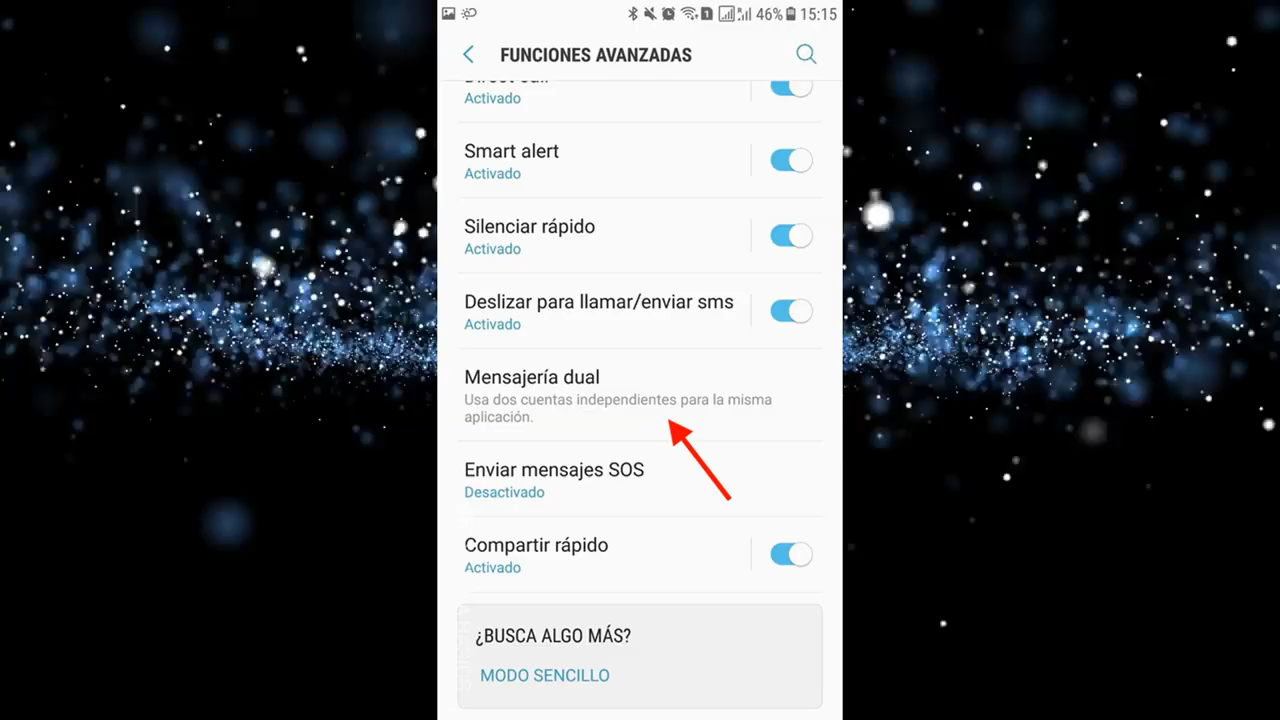 46% 15:15
FUNCIONES AVANZADAS
Direct call
Activado
Smart alert
Activado
Silenciar rápido
Activado
Deslizar para llamar/enviar sms
Activado
Mensajería dual
Usa dos cuentas independientes para la misma
aplicación.
Enviar mensajes SOS
Desactivado
Compartir rápido
Activado
¿BUSCA ALGO MÁS?
MODO SENCILLO